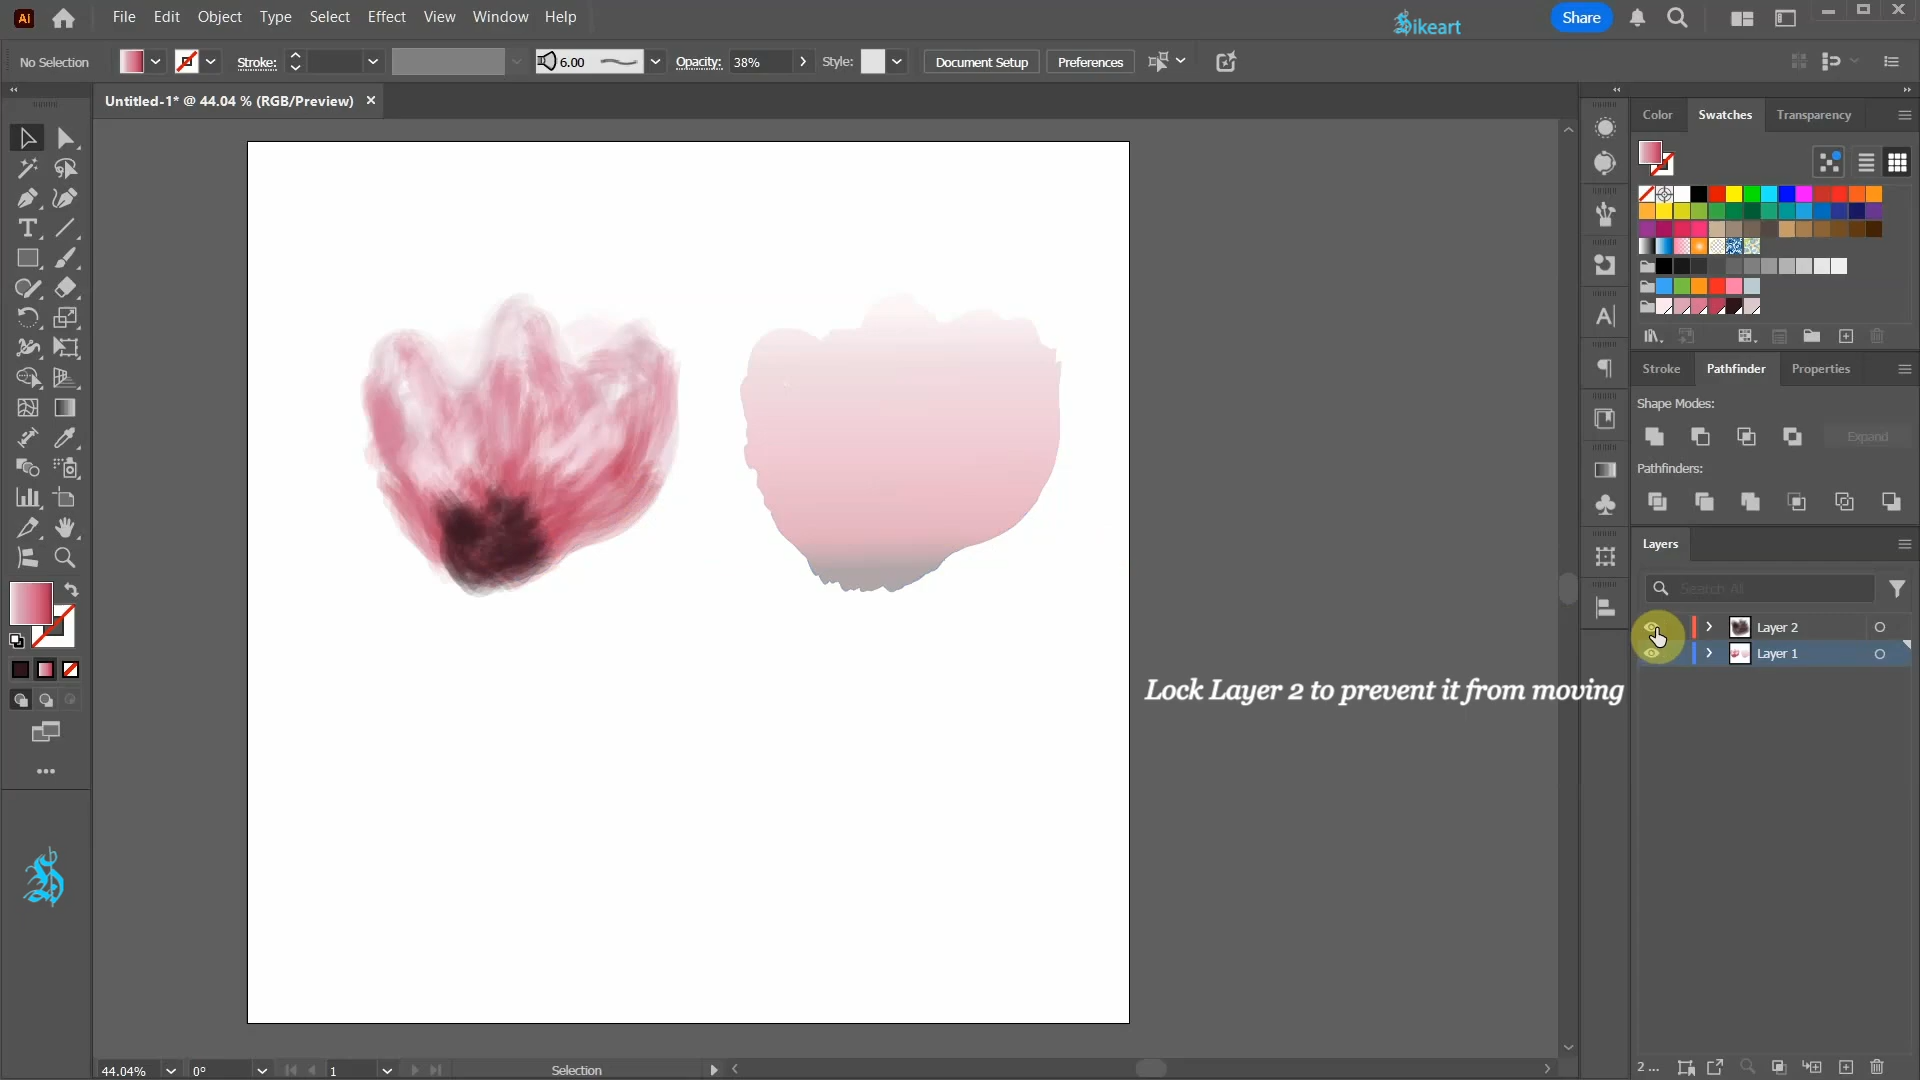 Ai File Edit Object Type Select Effect View Window Help Sikeart Share
No Selection Stroke: 6.00 Opacity: 38% Style: Document Setup Preferences
Untitled-1* @ 44.04 % (RGB/Preview) ×
Color Swatches Transparency
Stroke Pathfinder Properties
Shape Modes:
Expand
Pathfinders:
Layers
Search All
Layer 2
Layer 1
Lock Layer 2 to prevent it from moving
44.04% 0° 1 Selection 2 ...